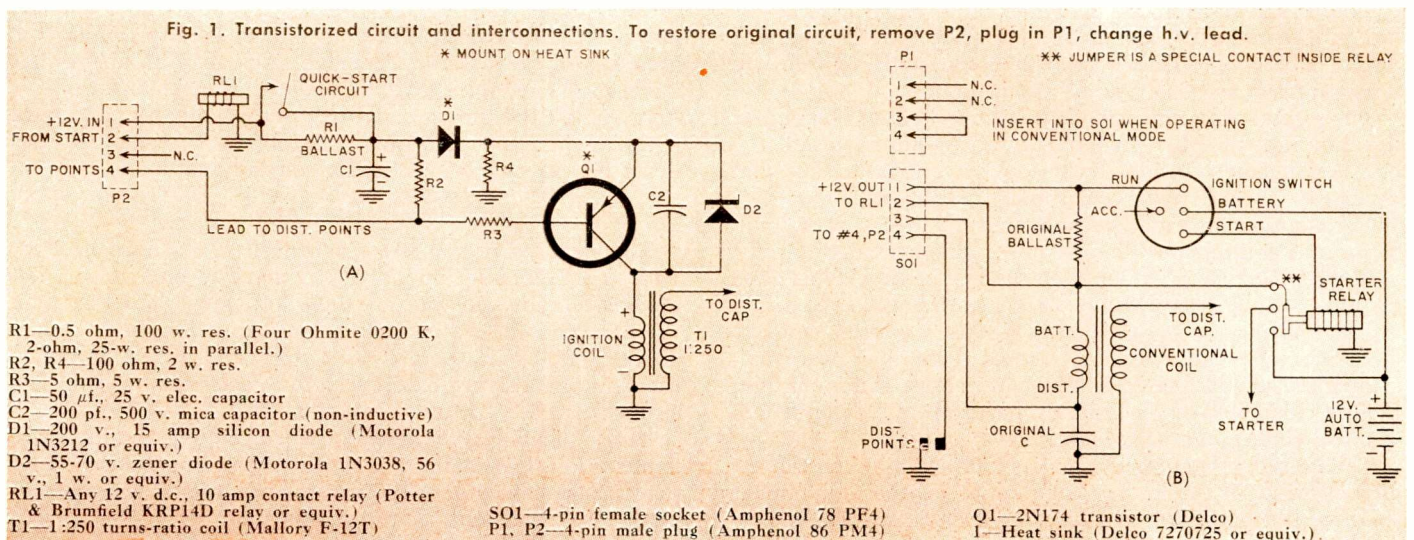 Fig. 1. Transistorized circuit and interconnections. To restore original circuit, remove P2, plug in P1, change h.v. lead.
* MOUNT ON HEAT SINK
** JUMPER IS A SPECIAL CONTACT INSIDE RELAY
RL1
QUICK-START
CIRCUIT
+12V. IN 1
FROM START 2
3 N.C.
TO POINTS 4
P2
R1
BALLAST
+
C1
-
R2
*
D1
R4
*
Q1
C2
D2
R3
LEAD TO DIST. POINTS
(A)
+
IGNITION
COIL
-
T1
1:250
TO DIST.
CAP
P1
1 N.C.
2 N.C.
3
4
INSERT INTO SO1 WHEN OPERATING
IN CONVENTIONAL MODE
+12V. OUT 1
TO RL1 2
3
TO #4, P2 4
SO1
RUN
IGNITION SWITCH
BATTERY
ACC.
START
ORIGINAL
BALLAST
**
STARTER
RELAY
BATT.
DIST.
TO DIST.
CAP.
CONVENTIONAL
COIL
TO
STARTER
+
12V.
AUTO
BATT.
-
ORIGINAL
C
DIST.
POINTS
(B)
R1—0.5 ohm, 100 w. res. (Four Ohmite 0200 K,
2-ohm, 25-w. res. in parallel.)
R2, R4—100 ohm, 2 w. res.
R3—5 ohm, 5 w. res.
C1—50 μf., 25 v. elec. capacitor
C2—200 pf., 500 v. mica capacitor (non-inductive)
D1—200 v., 15 amp silicon diode (Motorola
1N3212 or equiv.)
D2—55-70 v. zener diode (Motorola 1N3038, 56
v., 1 w. or equiv.)
RL1—Any 12 v. d.c., 10 amp contact relay (Potter
& Brumfield KRP14D relay or equiv.)
T1—1:250 turns-ratio coil (Mallory F-12T)
SO1—4-pin female socket (Amphenol 78 PF4)
P1, P2—4-pin male plug (Amphenol 86 PM4)
Q1—2N174 transistor (Delco)
1—Heat sink (Delco 7270725 or equiv.)